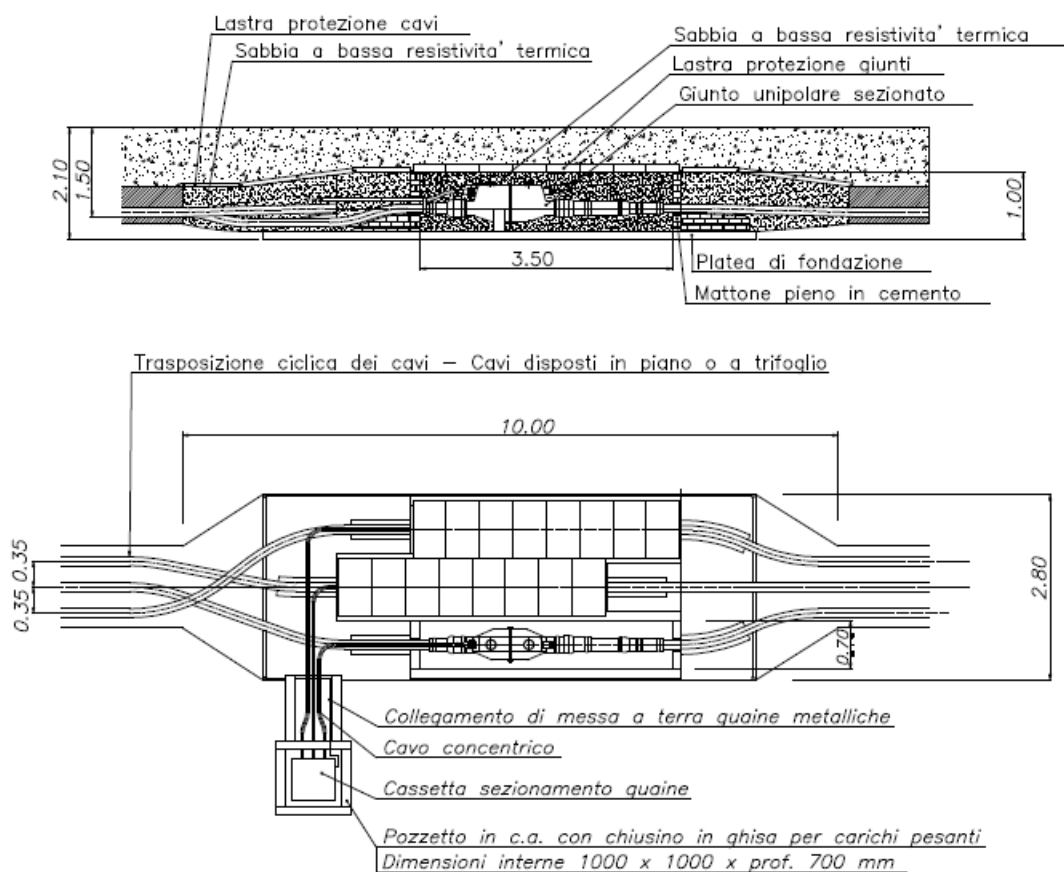 Lastra protezione cavi
Sabbia a bassa resistivita' termica
Sabbia a bassa resistivita' termica
Lastra protezione giunti
Giunto unipolare sezionato
2.10
1.50
1.00
3.50
Platea di fondazione
Mattone pieno in cemento
Trasposizione ciclica dei cavi – Cavi disposti in piano o a trifoglio
10.00
0.35
0.35
2.80
0.70
Collegamento di messa a terra guaine metalliche
Cavo concentrico
Cassetta sezionamento guaine
Pozzetto in c.a. con chiusino in ghisa per carichi pesanti
Dimensioni interne 1000 x 1000 x prof. 700 mm